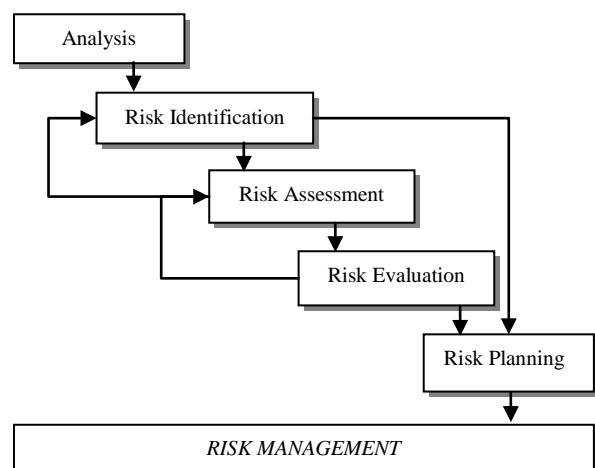 Analysis
Risk Identification
Risk Assessment
Risk Evaluation
Risk Planning
RISK MANAGEMENT